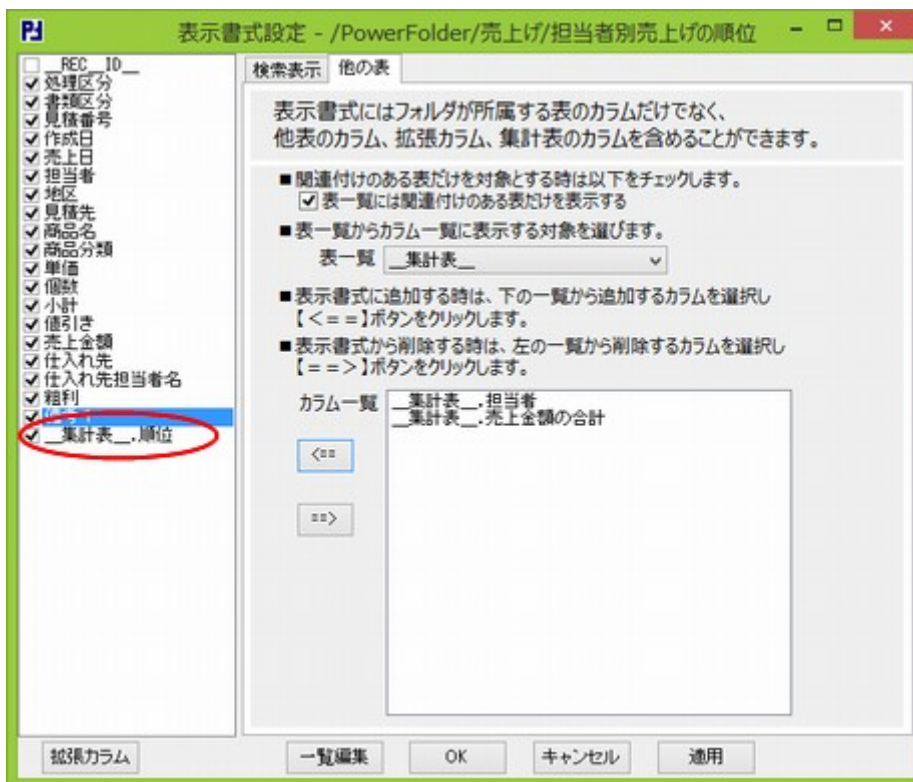 表示書式設定 - /PowerFolder/売上げ/担当者別売上げの順位
__REC__ID__
処理区分
書類区分
見積番号
作成日
売上日
担当者
地区
見積先
商品名
商品分類
単価
個数
小計
値引き
売上金額
仕入れ先
仕入れ先担当者名
粗利
__集計表__.順位
拡張カラム
検索表示 他の表
表示書式にはフォルダが所属する表のカラムだけでなく、
他表のカラム、拡張カラム、集計表のカラムを含めることができます。
■関連付けのある表だけを対象とする時は以下をチェックします。
表一覧には関連付けのある表だけを表示する
■表一覧からカラム一覧に表示する対象を選びます。
表一覧 __集計表__
■表示書式に追加する時は、下の一覧から追加するカラムを選択し
【<==】ボタンをクリックします。
■表示書式から削除する時は、左の一覧から削除するカラムを選択し
【==>】ボタンをクリックします。
カラム一覧 __集計表__.担当者
__集計表__.売上金額の合計
<==
==>
一覧編集 OK キャンセル 適用